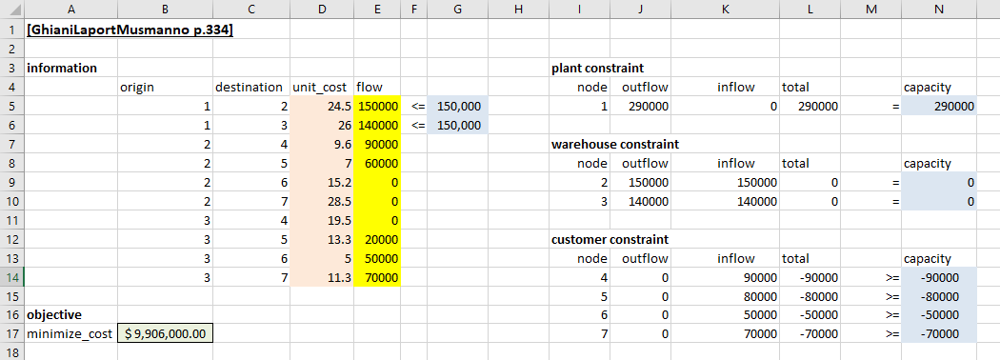 A B C D E F G H I J K L M N
1 [GhianiLaportMusmanno p.334]
2
3 information plant constraint
4 origin destination unit_cost flow node outflow inflow total capacity
5 1 2 24.5 150000 <= 150,000 1 290000 0 290000 = 290000
6 1 3 26 140000 <= 150,000
7 2 4 9.6 90000 warehouse constraint
8 2 5 7 60000 node outflow inflow total capacity
9 2 6 15.2 0 2 150000 150000 0 = 0
10 2 7 28.5 0 3 140000 140000 0 = 0
11 3 4 19.5 0
12 3 5 13.3 20000 customer constraint
13 3 6 5 50000 node outflow inflow total capacity
14 3 7 11.3 70000 4 0 90000 -90000 >= -90000
15 5 0 80000 -80000 >= -80000
16 objective 6 0 50000 -50000 >= -50000
17 minimize_cost $ 9,906,000.00 7 0 70000 -70000 >= -70000
18